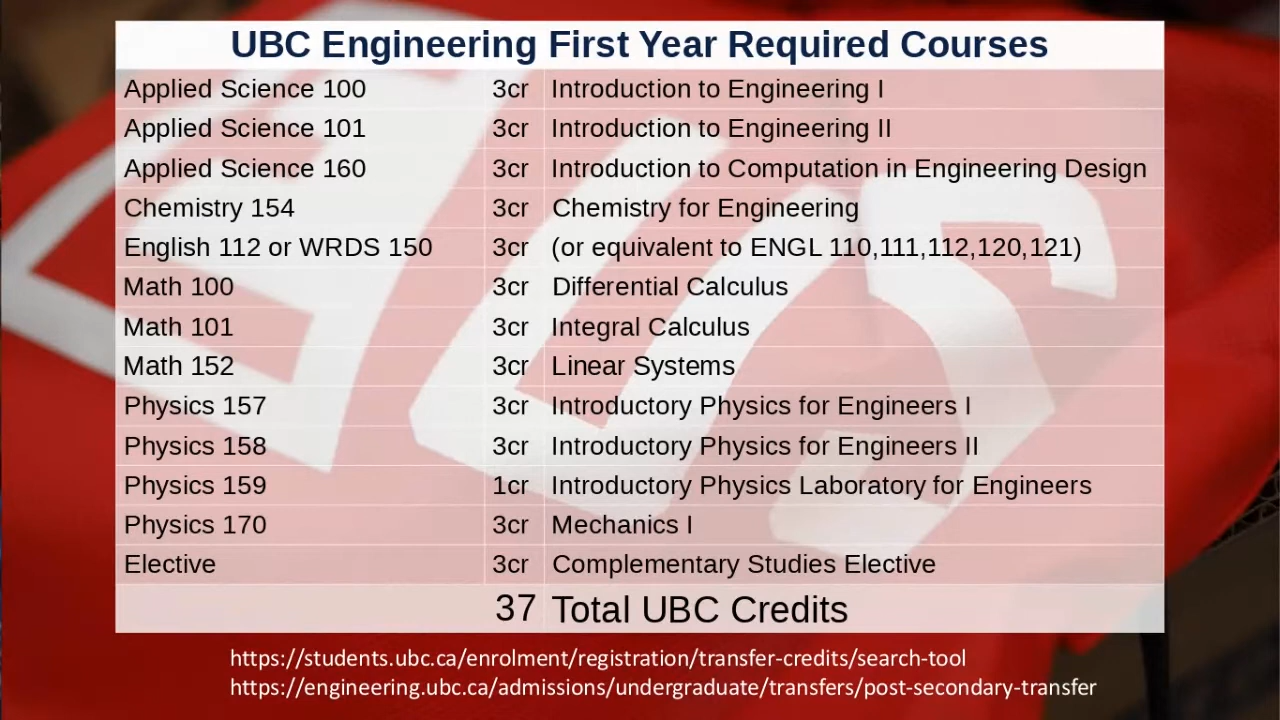 UBC Engineering First Year Required Courses
Applied Science 100 3cr Introduction to Engineering I
Applied Science 101 3cr Introduction to Engineering II
Applied Science 160 3cr Introduction to Computation in Engineering Design
Chemistry 154 3cr Chemistry for Engineering
English 112 or WRDS 150 3cr (or equivalent to ENGL 110,111,112,120,121)
Math 100 3cr Differential Calculus
Math 101 3cr Integral Calculus
Math 152 3cr Linear Systems
Physics 157 3cr Introductory Physics for Engineers I
Physics 158 3cr Introductory Physics for Engineers II
Physics 159 1cr Introductory Physics Laboratory for Engineers
Physics 170 3cr Mechanics I
Elective 3cr Complementary Studies Elective
37 Total UBC Credits
https://students.ubc.ca/enrolment/registration/transfer-credits/search-tool
https://engineering.ubc.ca/admissions/undergraduate/transfers/post-secondary-transfer